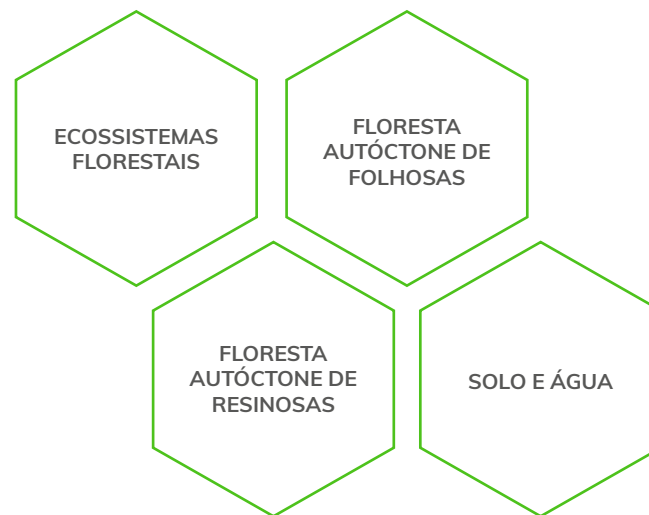 ECOSSISTEMAS
FLORESTAIS
FLORESTA
AUTÓCTONE DE
FOLHOSAS
FLORESTA
AUTÓCTONE DE
RESINOSAS
SOLO E ÁGUA